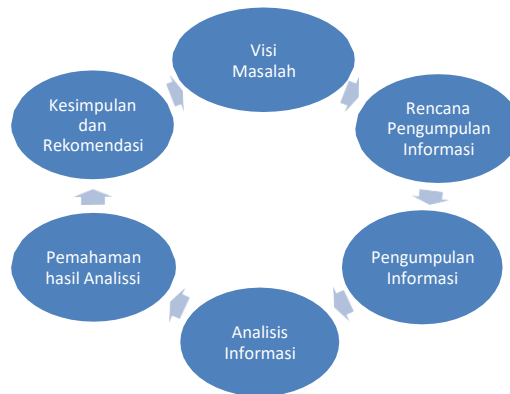 Visi
Masalah
Rencana
Pengumpulan
Informasi
Pengumpulan
Informasi
Analisis
Informasi
Pemahaman
hasil Analissi
Kesimpulan
dan
Rekomendasi